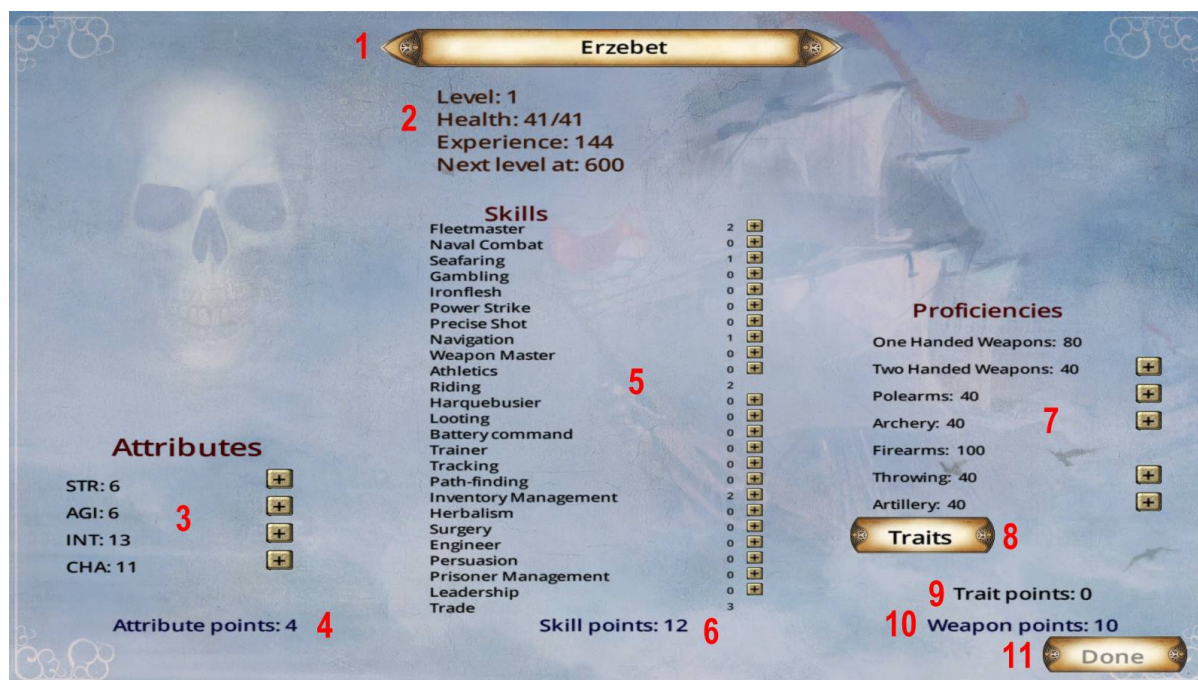 1 Erzebet
2
Level: 1
Health: 41/41
Experience: 144
Next level at: 600
Skills
Fleetmaster 2 +
Naval Combat 0 +
Seafaring 1 +
Gambling 0 +
Ironflesh 0 +
Power Strike 0 +
Precise Shot 0 +
Navigation 1 +
Weapon Master 0 +
Athletics 0 +
Riding 2
Harquebusier 0 +
Looting 0 +
Battery command 0 +
Trainer 0 +
Tracking 0 +
Path-finding 0 +
Inventory Management 2 +
Herbalism 0 +
Surgery 0 +
Engineer 0 +
Persuasion 0 +
Prisoner Management 0 +
Leadership 0 +
Trade 3
5
Skill points: 12 6
Attributes
STR: 6 +
AGI: 6 +
INT: 13 +
CHA: 11 +
3
Attribute points: 4 4
Proficiencies
One Handed Weapons: 80
Two Handed Weapons: 40 +
Polearms: 40 +
Archery: 40 +
Firearms: 100
Throwing: 40 +
Artillery: 40 +
7
Traits 8
9 Trait points: 0
10 Weapon points: 10
11 Done